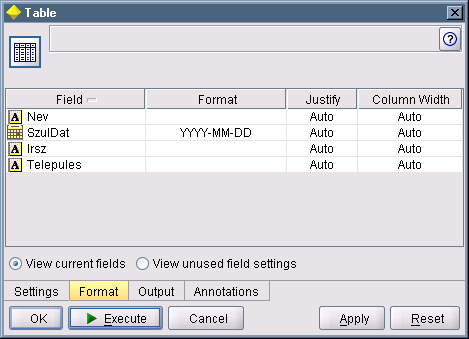 Table
Field Format Justify Column Width
A Nev Auto Auto
SzulDat YYYY-MM-DD Auto Auto
A Irsz Auto Auto
A Telepules Auto Auto
View current fields View unused field settings
Settings Format Output Annotations
OK Execute Cancel Apply Reset